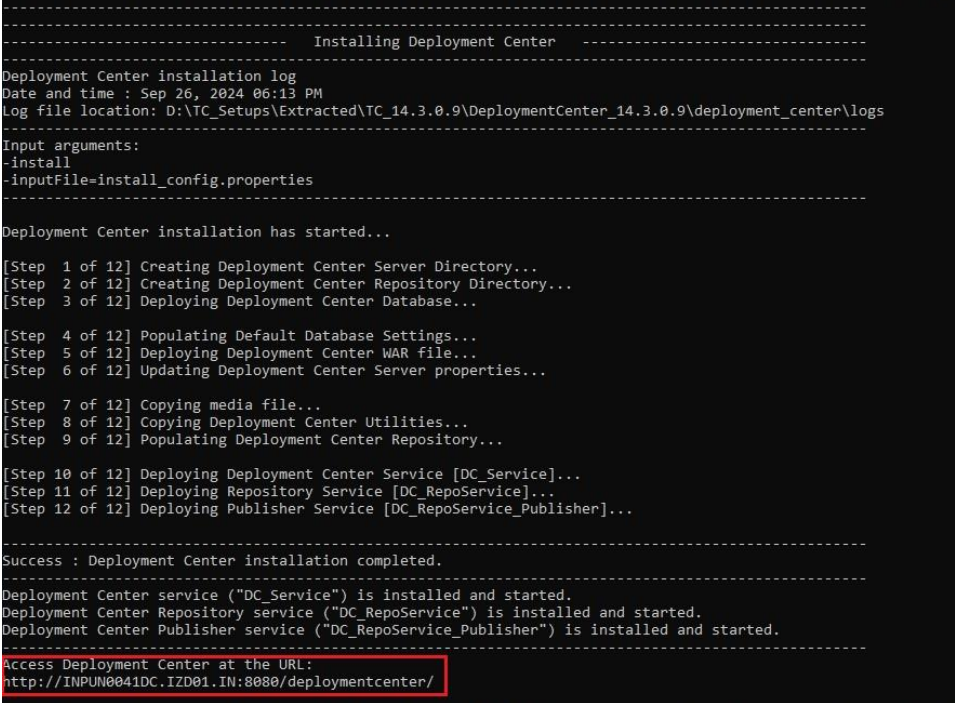 --------------------------------------------------------------------------------
--------------------------------------------------------------------------------
--------------------------------- Installing Deployment Center ---------------------------------
--------------------------------------------------------------------------------
Deployment Center installation log
Date and time : Sep 26, 2024 06:13 PM
Log file location: D:\TC_Setups\Extracted\TC_14.3.0.9\DeploymentCenter_14.3.0.9\deployment_center\logs
--------------------------------------------------------------------------------
Input arguments:
-install
-inputFile=install_config.properties
--------------------------------------------------------------------------------
Deployment Center installation has started...
[Step 1 of 12] Creating Deployment Center Server Directory...
[Step 2 of 12] Creating Deployment Center Repository Directory...
[Step 3 of 12] Deploying Deployment Center Database...
[Step 4 of 12] Populating Default Database Settings...
[Step 5 of 12] Deploying Deployment Center WAR file...
[Step 6 of 12] Updating Deployment Center Server properties...
[Step 7 of 12] Copying media file...
[Step 8 of 12] Copying Deployment Center Utilities...
[Step 9 of 12] Populating Deployment Center Repository...
[Step 10 of 12] Deploying Deployment Center Service [DC_Service]...
[Step 11 of 12] Deploying Repository Service [DC_RepoService]...
[Step 12 of 12] Deploying Publisher Service [DC_RepoService_Publisher]...
--------------------------------------------------------------------------------
Success : Deployment Center installation completed.
--------------------------------------------------------------------------------
Deployment Center service ("DC_Service") is installed and started.
Deployment Center Repository service ("DC_RepoService") is installed and started.
Deployment Center Publisher service ("DC_RepoService_Publisher") is installed and started.
--------------------------------------------------------------------------------
Access Deployment Center at the URL:
http://INPUN0041DC.IZD01.IN:8080/deploymentcenter/